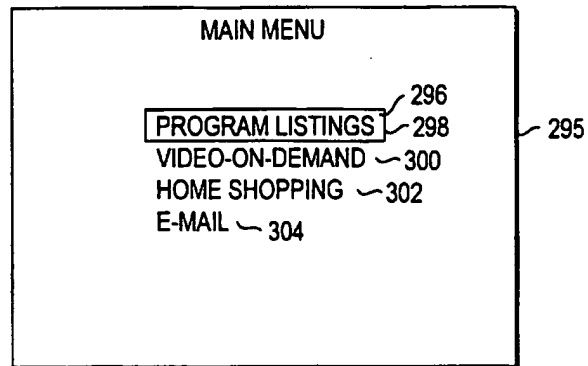 MAIN MENU
296
PROGRAM LISTINGS 298
295
VIDEO-ON-DEMAND 300
HOME SHOPPING 302
E-MAIL 304